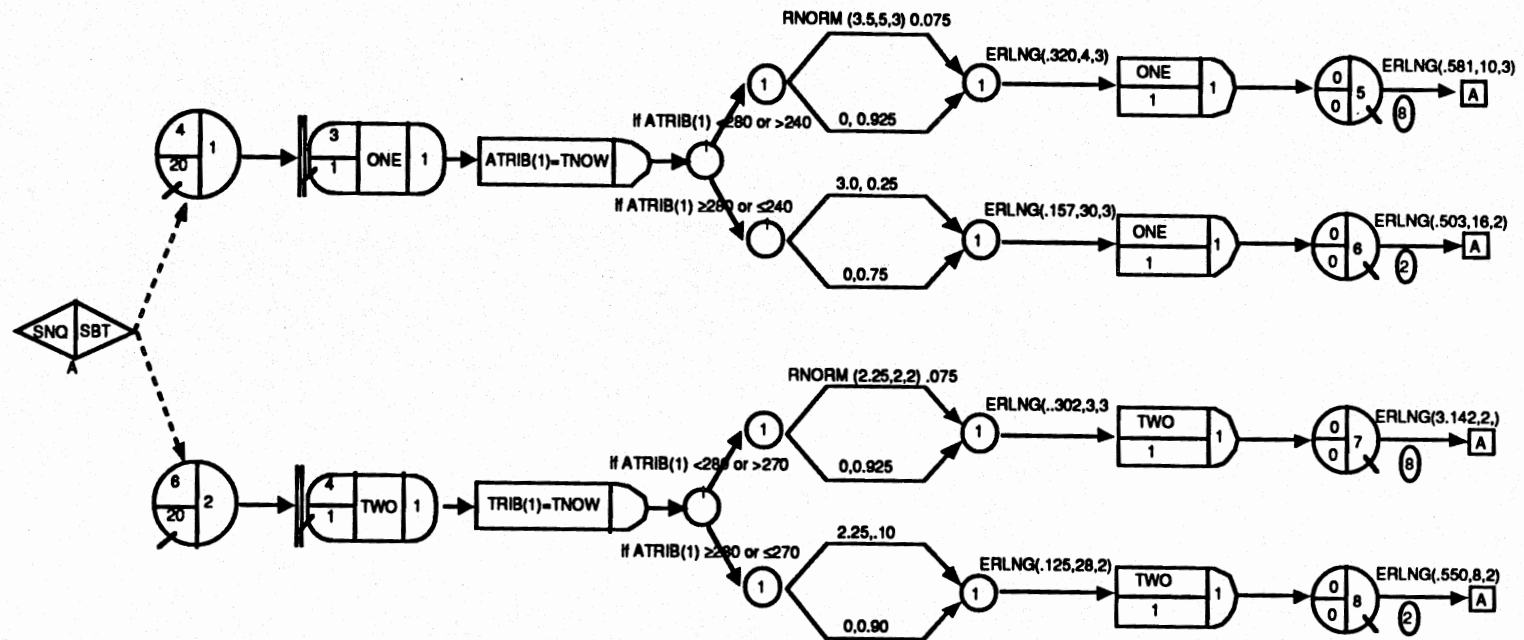 RNORM (3.5,5,3) 0.075
1
0, 0.925
1
ERLNG(.320,4,3)
ONE
1
1
0
0
5
ERLNG(.581,10,3)
8
A
4
20
1
3
1
ONE
1
ATRIB(1)=TNOW
If ATRIB(1) <280 or >240
If ATRIB(1) ≥280 or ≤240
3.0, 0.25
0,0.75
1
ERLNG(.157,30,3)
ONE
1
1
0
0
6
ERLNG(.503,16,2)
2
A
SNQ SBT
A
RNORM (2.25,2,2) .075
1
0,0.925
1
ERLNG(..302,3,3
TWO
1
1
0
0
7
ERLNG(3.142,2,)
8
A
6
20
2
4
1
TWO
1
TRIB(1)=TNOW
If ATRIB(1) <280 or >270
If ATRIB(1) ≥280 or ≤270
2.25,.10
1
0,0.90
1
ERLNG(.125,28,2)
TWO
1
1
0
0
8
ERLNG(.550,8,2)
2
A